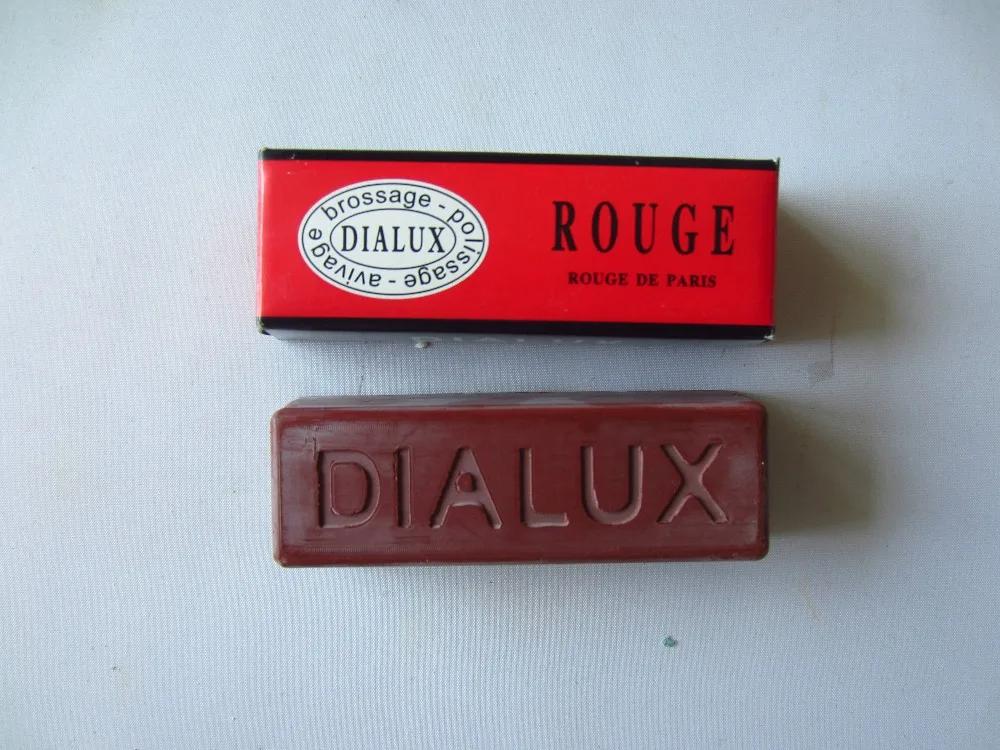 brossage - polissage - avivage
DIALUX
ROUGE
ROUGE DE PARIS
DIALUX